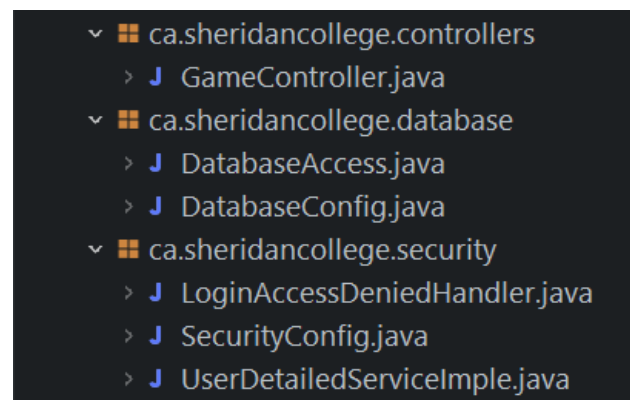 ca.sheridancollege.controllers
GameController.java
ca.sheridancollege.database
DatabaseAccess.java
DatabaseConfig.java
ca.sheridancollege.security
LoginAccessDeniedHandler.java
SecurityConfig.java
UserDetailedServiceImple.java